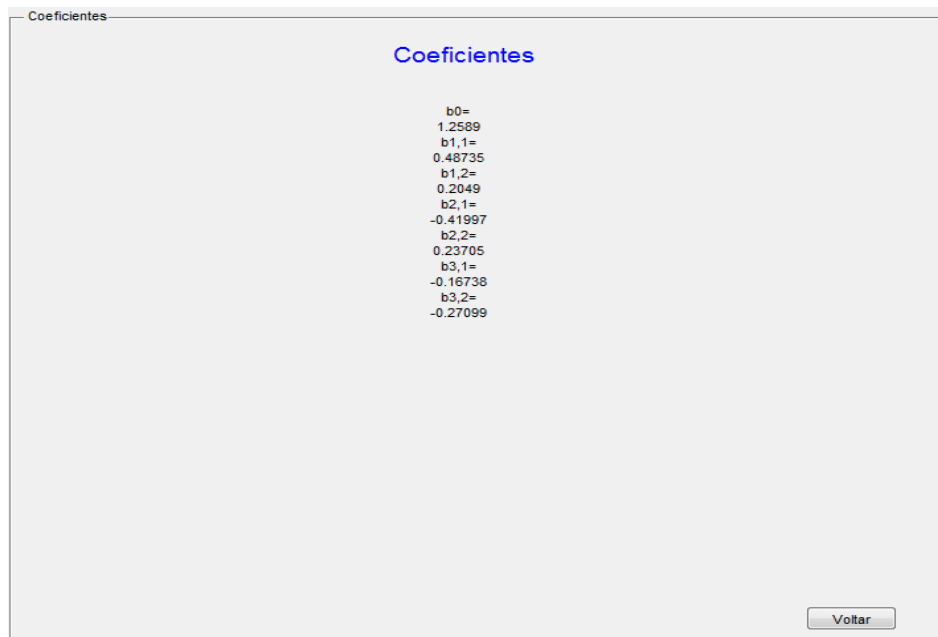 Coeficientes
Coeficientes
b0=
1.2589
b1,1=
0.48735
b1,2=
0.2049
b2,1=
-0.41997
b2,2=
0.23705
b3,1=
-0.16738
b3,2=
-0.27099
Voltar